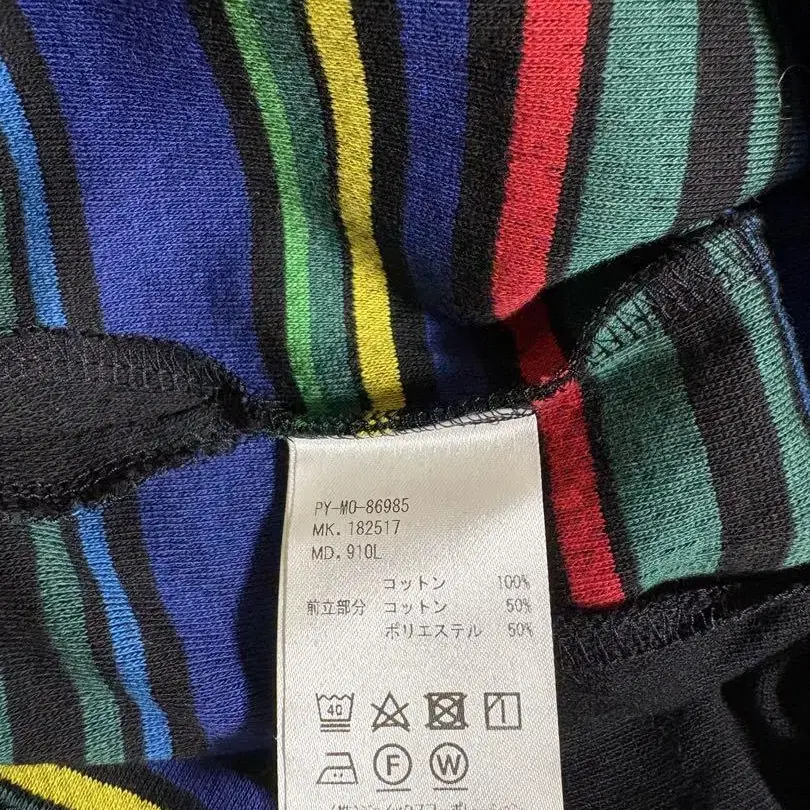 PY-MO-86985
MK. 182517
MD. 910L
コットン 100%
前立部分 コットン 50%
ポリエステル 50%
40
F W